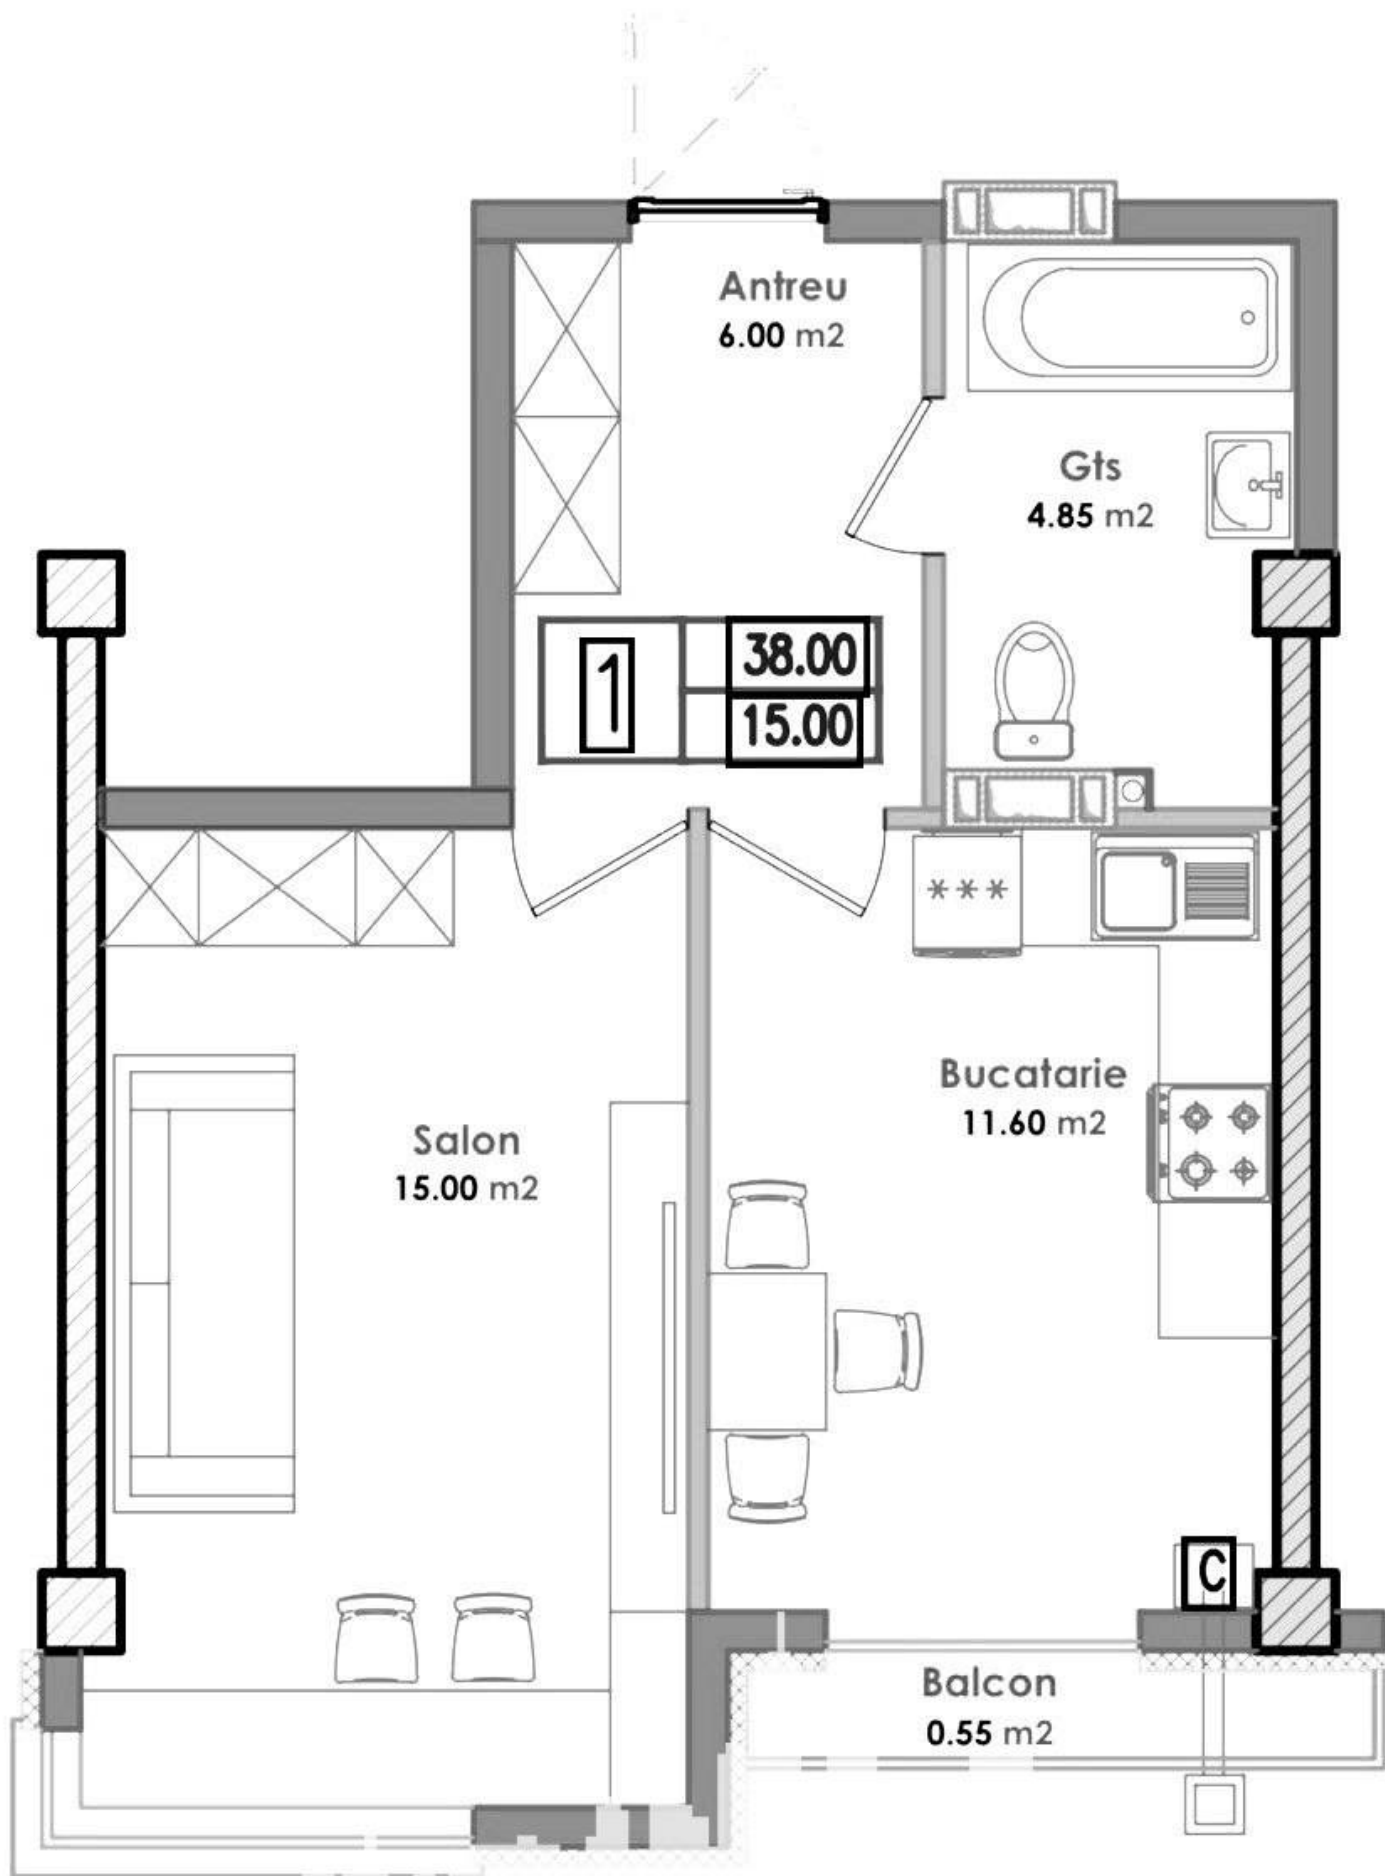 Antreu
6.00 m2
Gts
4.85 m2
1
38.00
15.00
***
Bucatarie
11.60 m2
Salon
15.00 m2
C
Balcon
0.55 m2